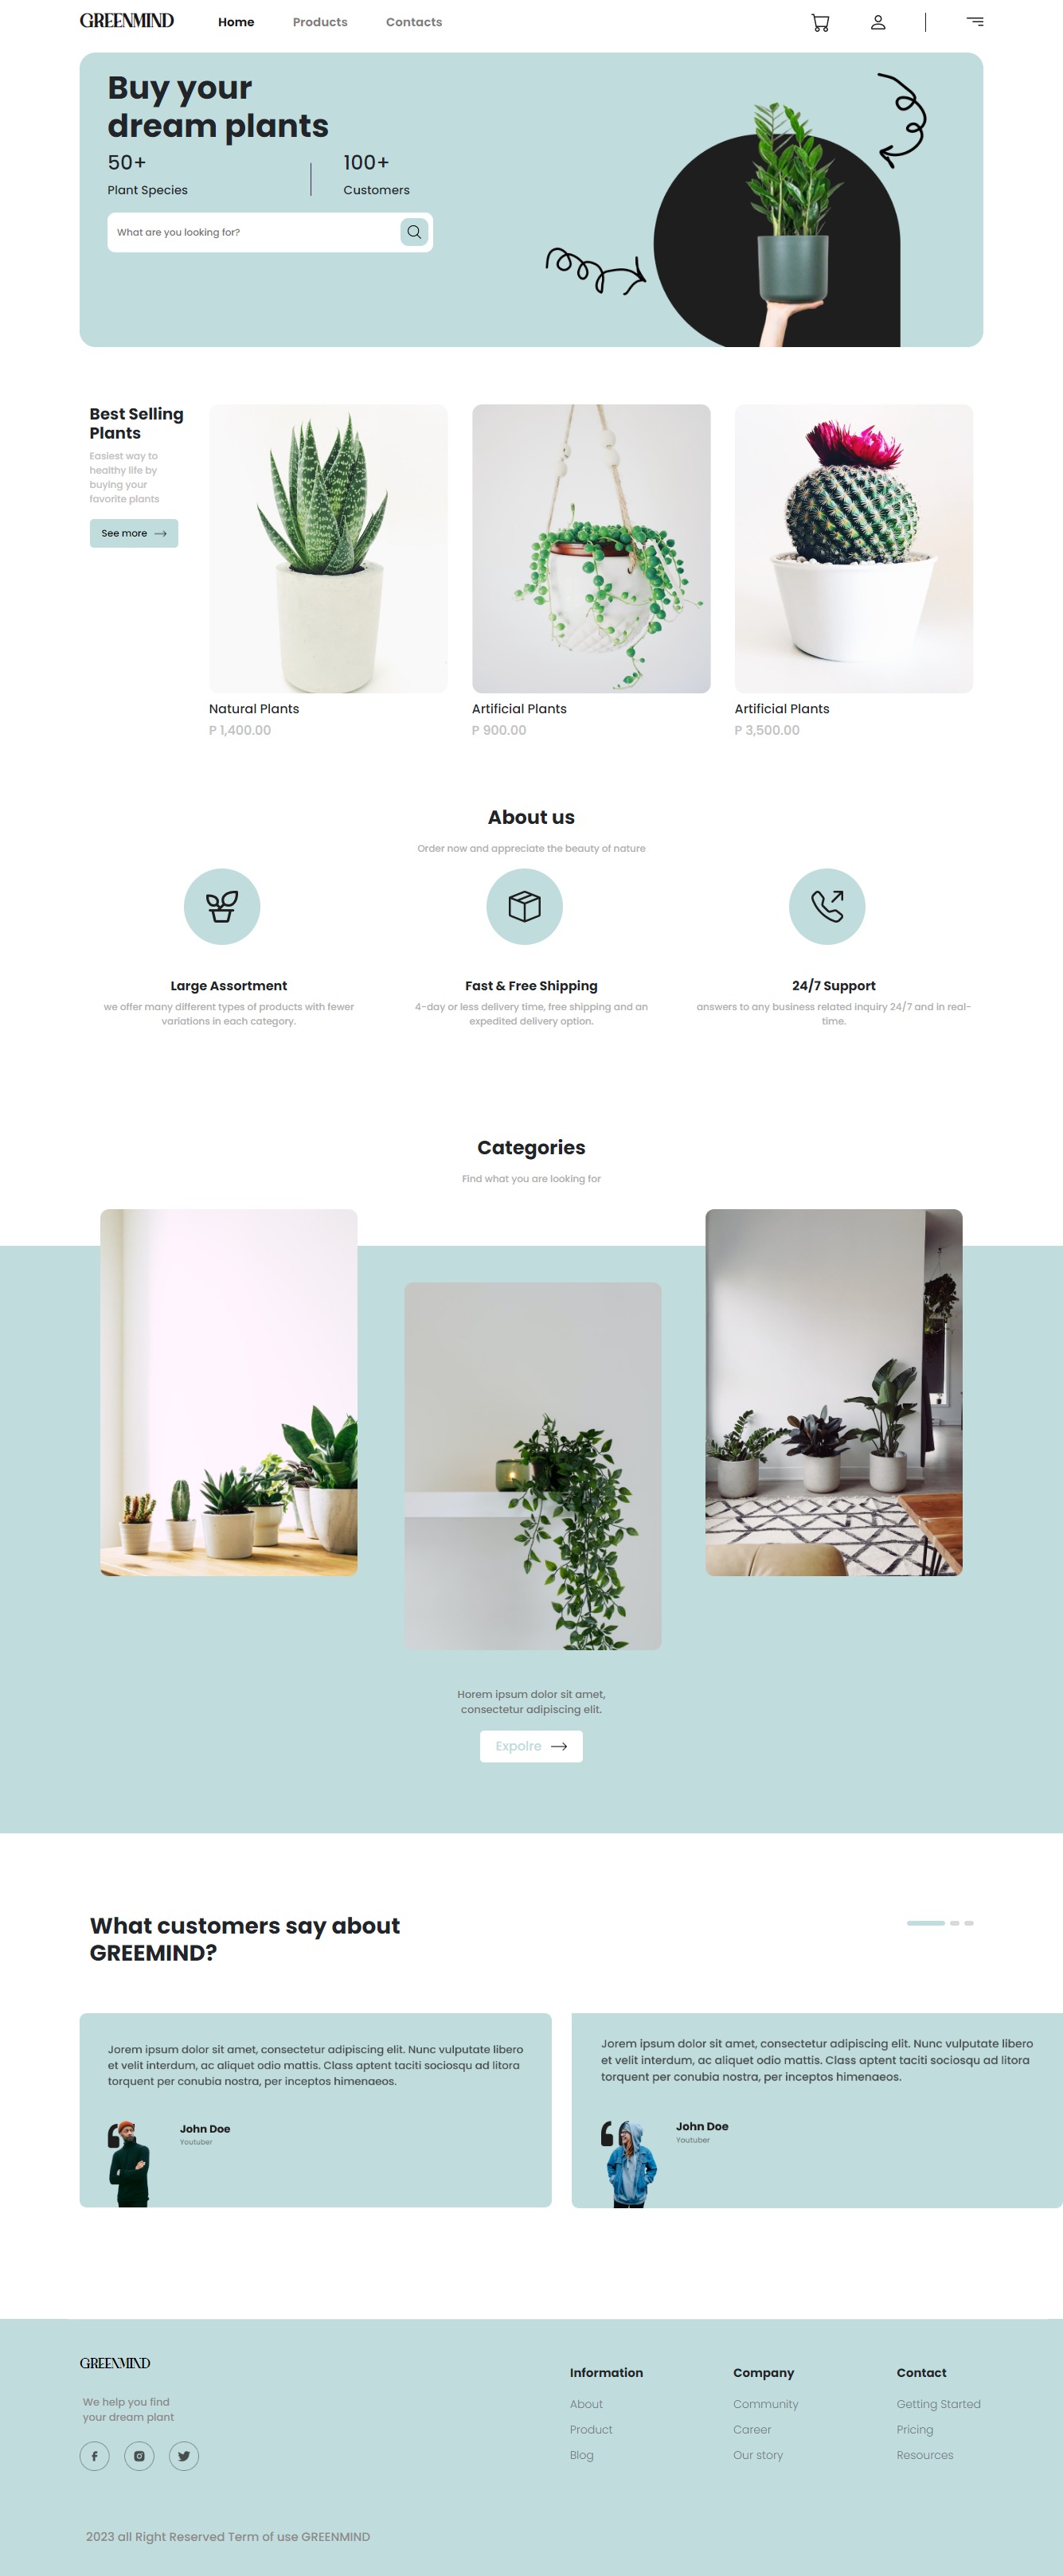 GREENMIND
Home
Products
Contacts
Buy your
dream plants
50+
100+
Plant Species
Customers
What are you looking for?
Best Selling
Plants
Easiest way to
healthy life by
buying your
favorite plants
See more
Natural Plants
₱ 1,400.00
Artificial Plants
₱ 900.00
Artificial Plants
₱ 3,500.00
About us
Order now and appreciate the beauty of nature
Large Assortment
we offer many different types of products with fewer
variations in each category.
Fast & Free Shipping
4-day or less delivery time, free shipping and an
expedited delivery option.
24/7 Support
answers to any business related inquiry 24/7 and in real-
time.
Categories
Find what you are looking for
Horem ipsum dolor sit amet,
consectetur adipiscing elit.
Expolre
What customers say about
GREEMIND?
Jorem ipsum dolor sit amet, consectetur adipiscing elit. Nunc vulputate libero
et velit interdum, ac aliquet odio mattis. Class aptent taciti sociosqu ad litora
torquent per conubia nostra, per inceptos himenaeos.
John Doe
Youtuber
Jorem ipsum dolor sit amet, consectetur adipiscing elit. Nunc vulputate libero
et velit interdum, ac aliquet odio mattis. Class aptent taciti sociosqu ad litora
torquent per conubia nostra, per inceptos himenaeos.
John Doe
Youtuber
GREENMIND
We help you find
your dream plant
Information
About
Product
Blog
Company
Community
Career
Our story
Contact
Getting Started
Pricing
Resources
2023 all Right Reserved Term of use GREENMIND